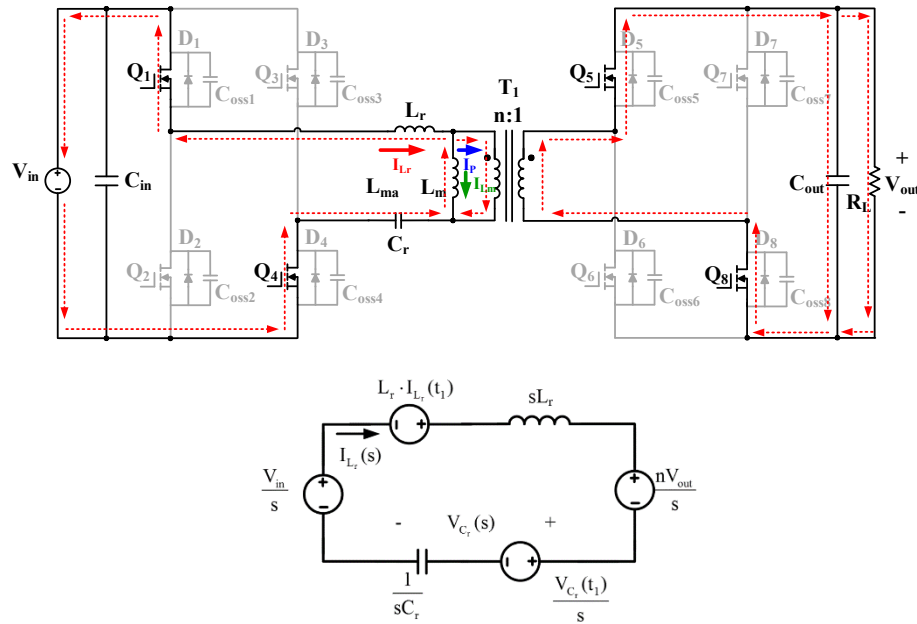 D1
D3
D5
D7
Q1
Q3
Coss1
Coss3
T1
n:1
Q5
Q7
Coss5
Coss7
Lr
ILr
IP
Vin
Cin
Lma
Lm
ILm
Cout
RL
+
Vout
-
Cr
D2
D4
D6
D8
Q2
Q4
Coss2
Coss4
Q6
Q8
Coss6
Coss8
Lr·ILr(t1)
sLr
ILr(s)
Vin/s
nVout/s
- VCr(s) +
1/sCr
VCr(t1)/s